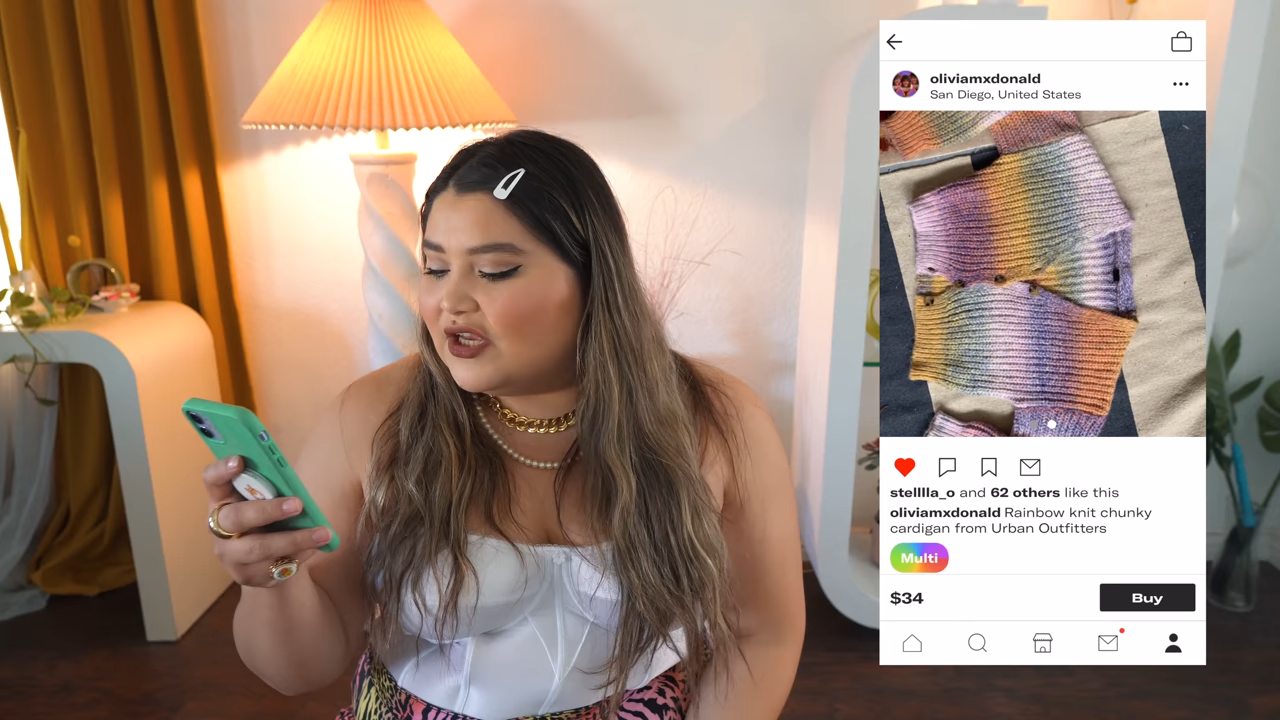 oliviamxdonald
San Diego, United States
stelllla_o and 62 others like this
oliviamxdonald Rainbow knit chunky
cardigan from Urban Outfitters
Multi
$34
Buy